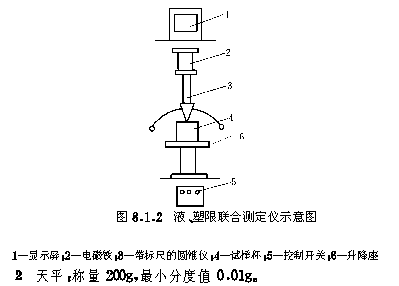 1
2
3
4
6
5
图 8.1.2 液、塑限联合测定仪示意图
1—显示屏;2—电磁铁;3—带标尺的圆锥仪;4—试样杯;5—控制开关;6—升降座
2 天平:称量 200g,最小分度值 0.01g。